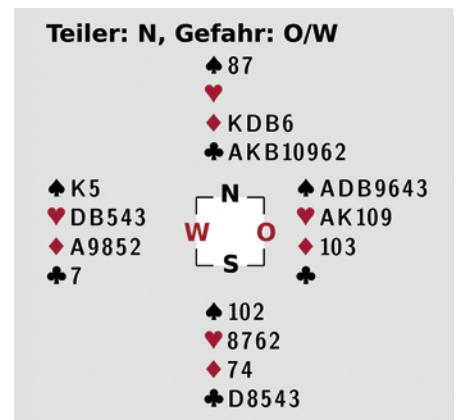 Teiler: N, Gefahr: O/W
♠ 87
♥
♦ KDB6
♣ AKB10962
♠ K5
♥ DB543
♦ A9852
♣ 7
N
W O
S
♠ ADB9643
♥ AK109
♦ 103
♣
♠ 102
♥ 8762
♦ 74
♣ D8543